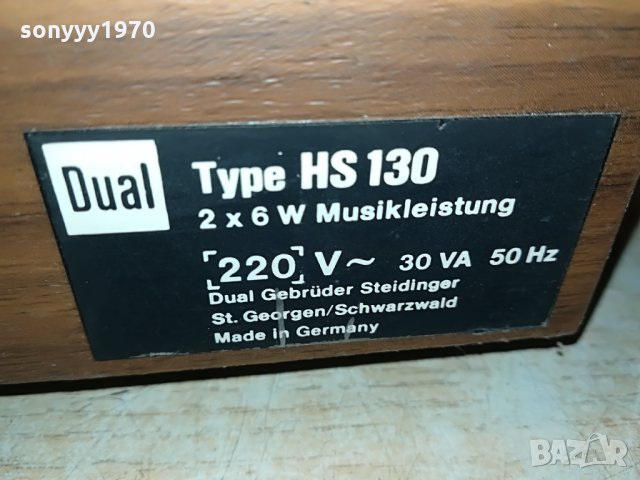 sonyyy1970
Dual
Type HS 130
2 x 6 W Musikleistung
220 V~ 30 VA 50 Hz
Dual Gebrüder Steidinger
St. Georgen/Schwarzwald
Made in Germany
BAZAR